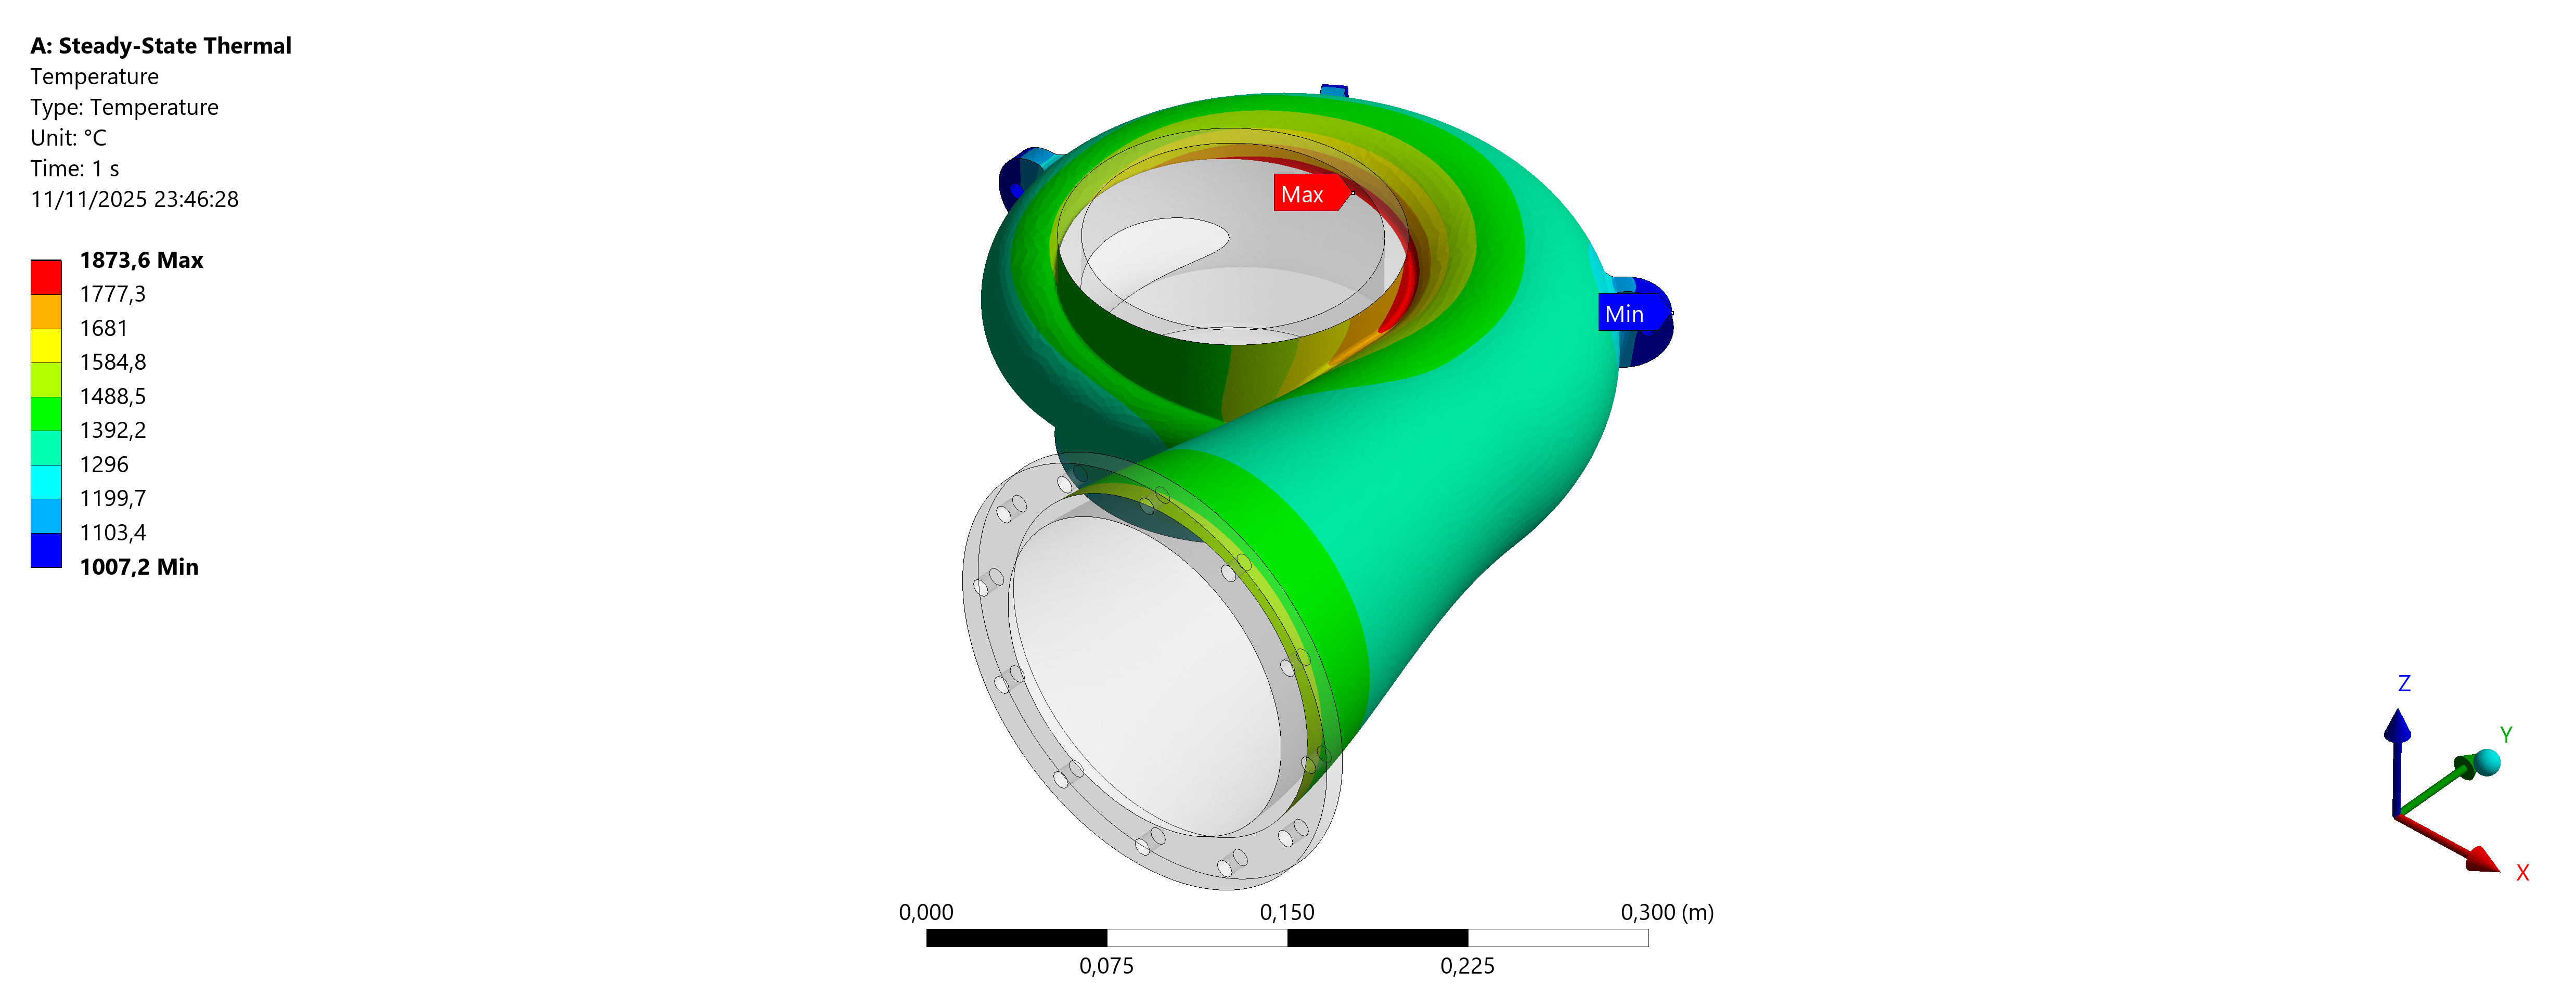 A: Steady-State Thermal
Temperature
Type: Temperature
Unit: °C
Time: 1 s
11/11/2025 23:46:28
1873,6 Max
1777,3
1681
1584,8
1488,5
1392,2
1296
1199,7
1103,4
1007,2 Min
Max
Min
0,000 0,150 0,300 (m)
0,075 0,225
Z
Y
X